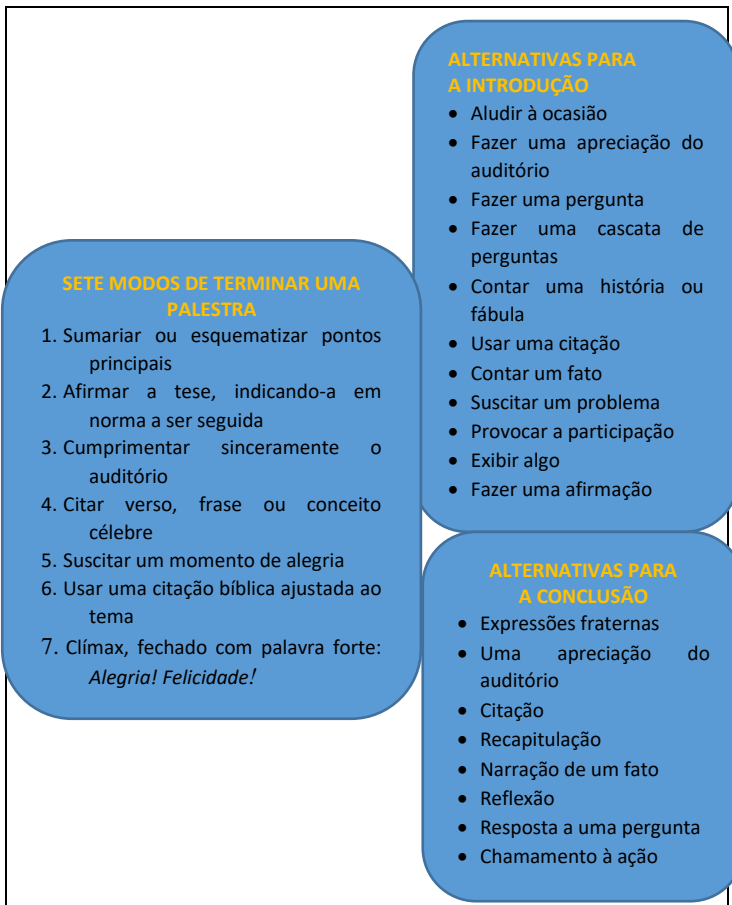 ALTERNATIVAS PARA
A INTRODUÇÃO
• Aludir à ocasião
• Fazer uma apreciação do
auditório
• Fazer uma pergunta
• Fazer uma cascata de
perguntas
• Contar uma história ou
fábula
• Usar uma citação
• Contar um fato
• Suscitar um problema
• Provocar a participação
• Exibir algo
• Fazer uma afirmação
SETE MODOS DE TERMINAR UMA
PALESTRA
1. Sumariar ou esquematizar pontos
principais
2. Afirmar a tese, indicando-a em
norma a ser seguida
3. Cumprimentar sinceramente o
auditório
4. Citar verso, frase ou conceito
célebre
5. Suscitar um momento de alegria
6. Usar uma citação bíblica ajustada ao
tema
7. Clímax, fechado com palavra forte:
Alegria! Felicidade!
ALTERNATIVAS PARA
A CONCLUSÃO
• Expressões fraternas
• Uma apreciação do
auditório
• Citação
• Recapitulação
• Narração de um fato
• Reflexão
• Resposta a uma pergunta
• Chamamento à ação